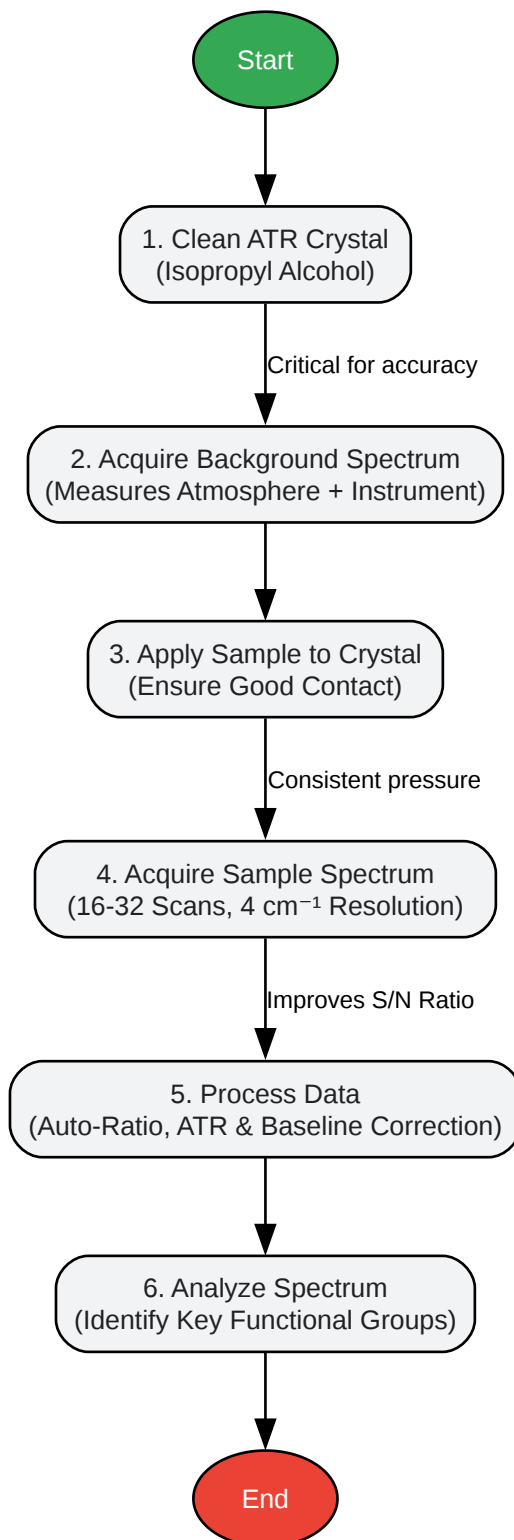 Start
1. Clean ATR Crystal
(Isopropyl Alcohol)
Critical for accuracy
2. Acquire Background Spectrum
(Measures Atmosphere + Instrument)
3. Apply Sample to Crystal
(Ensure Good Contact)
Consistent pressure
4. Acquire Sample Spectrum
(16-32 Scans, 4 cm⁻¹ Resolution)
Improves S/N Ratio
5. Process Data
(Auto-Ratio, ATR & Baseline Correction)
6. Analyze Spectrum
(Identify Key Functional Groups)
End